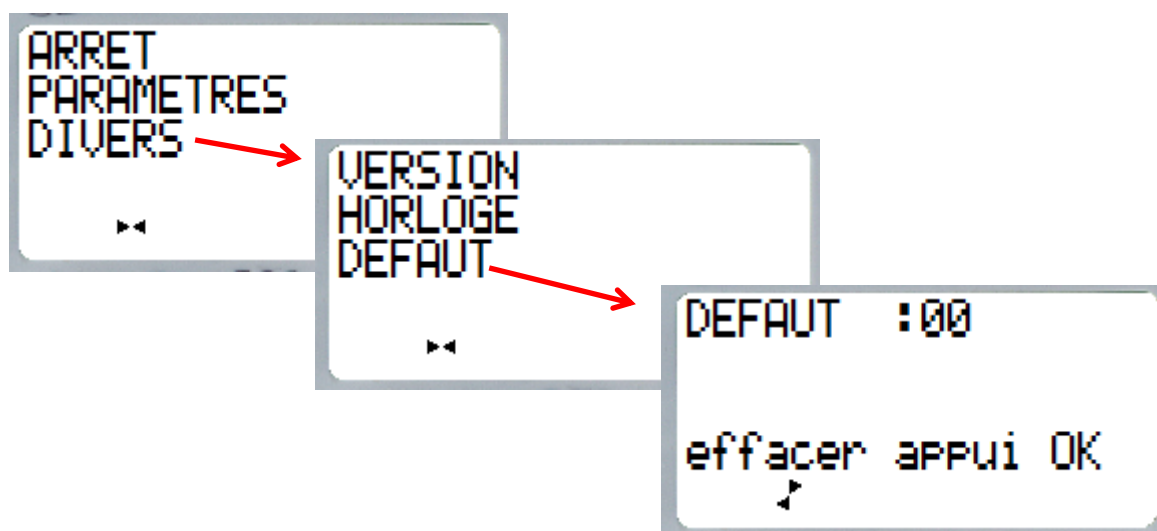 ARRET
PARAMETRES
DIVERS
VERSION
HORLOGE
DEFAUT
DEFAUT :00
effacer appui OK